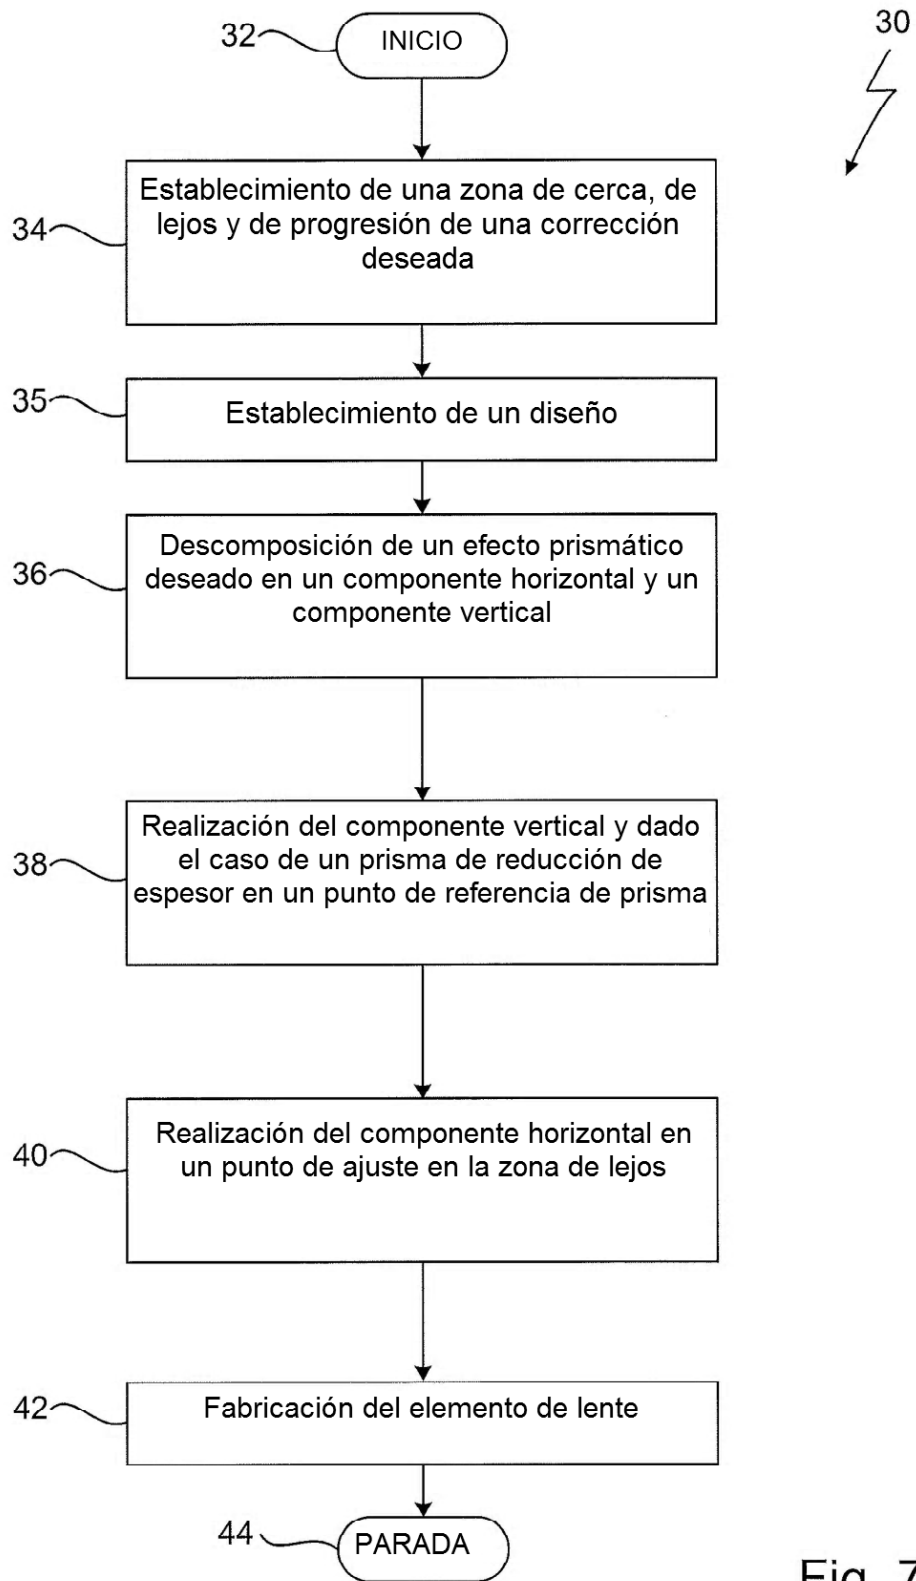 32
INICIO
30
34
Establecimiento de una zona de cerca, de
lejos y de progresión de una corrección
deseada
35
Establecimiento de un diseño
36
Descomposición de un efecto prismático
deseado en un componente horizontal y un
componente vertical
38
Realización del componente vertical y dado
el caso de un prisma de reducción de
espesor en un punto de referencia de prisma
40
Realización del componente horizontal en
un punto de ajuste en la zona de lejos
42
Fabricación del elemento de lente
44
PARADA
Fig. 7